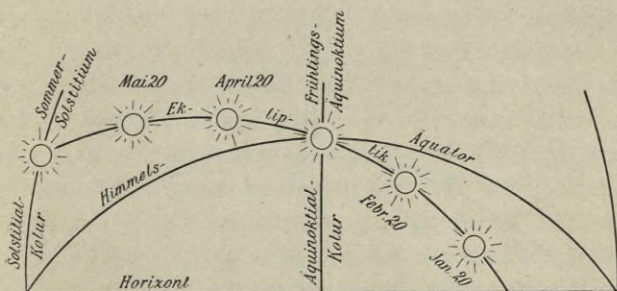 Sommer-
Solstitium
Mai.20
April.20
Frühlings-
Äquinoktium
Ek-
lip-
tik
Himmels-
Äquator
Febr.20
Jan.20
Solstitial-
Kolur
Äquinoktial-
Kolur
Horizont